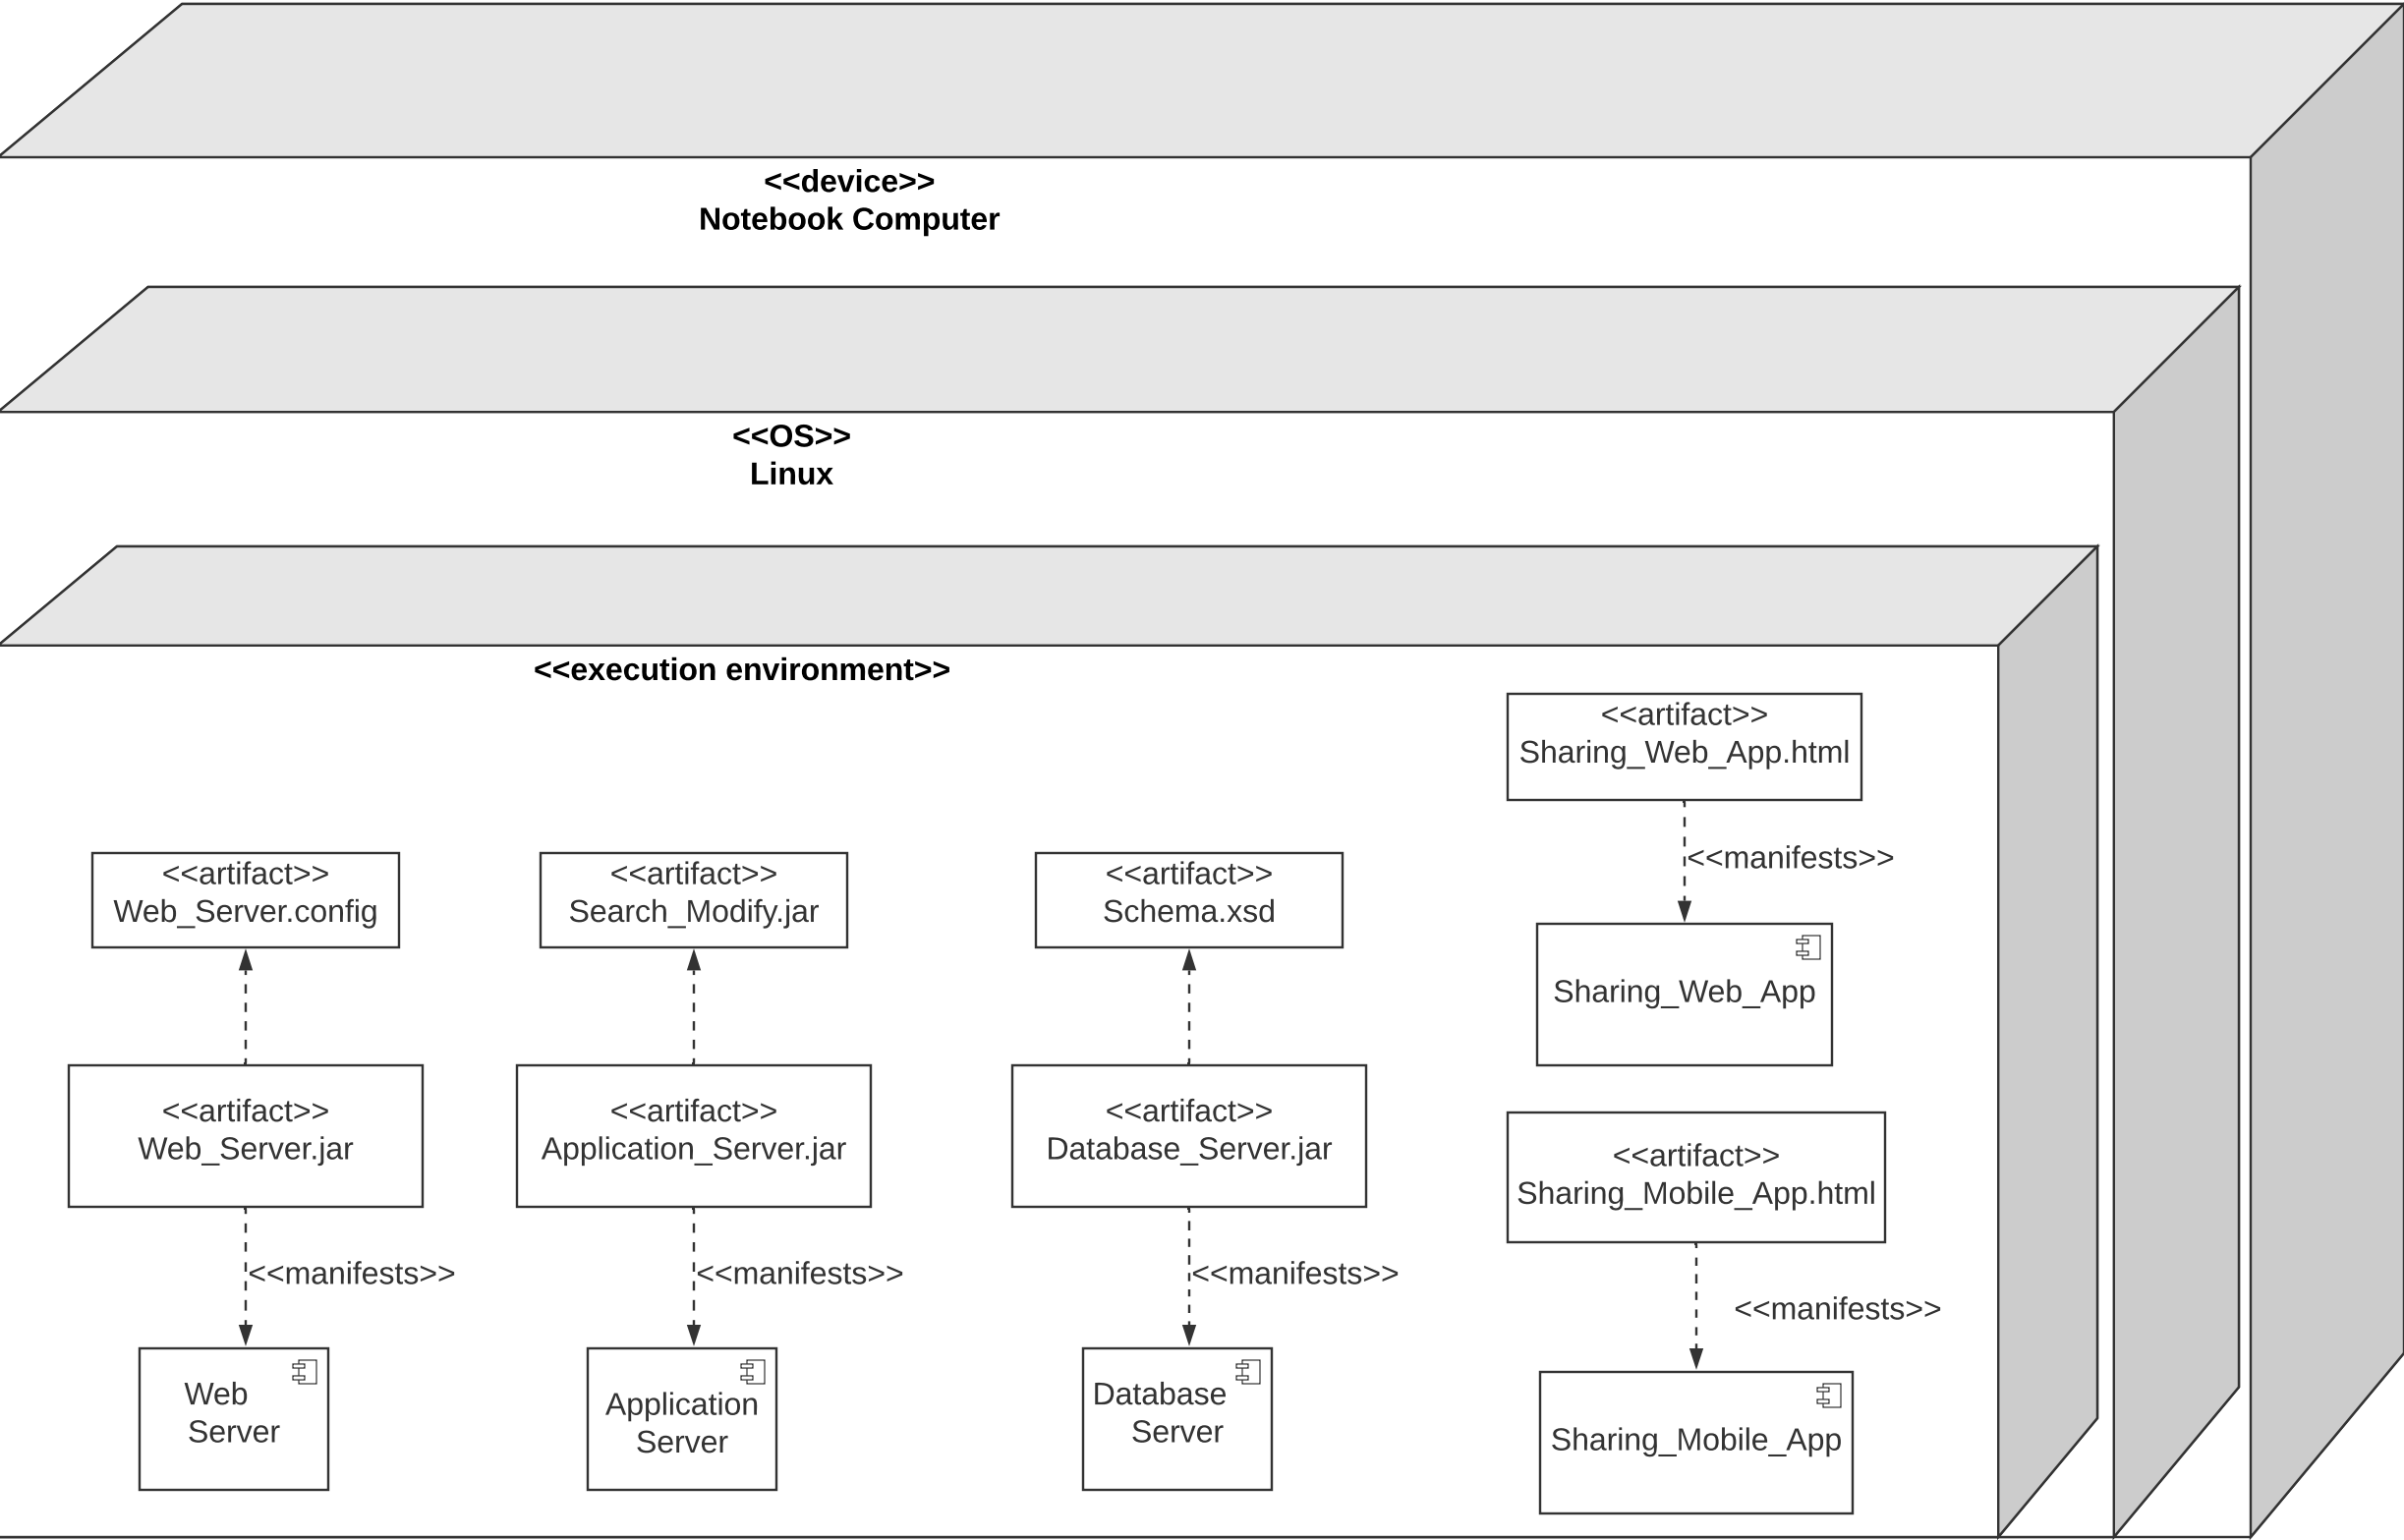 <<device>>
Notebook Computer
<<OS>>
Linux
<<execution environment>>
<<artifact>>
Sharing_Web_App.html
<<manifests>>
Sharing_Web_App
<<artifact>>
Web_Server.config
<<artifact>>
Search_Modify.jar
<<artifact>>
Schema.xsd
<<artifact>>
Web_Server.jar
<<artifact>>
Application_Server.jar
<<artifact>>
Database_Server.jar
<<artifact>>
Sharing_Mobile_App.html
<<manifests>>
<<manifests>>
<<manifests>>
<<manifests>>
Web
Server
Application
Server
Database
Server
Sharing_Mobile_App